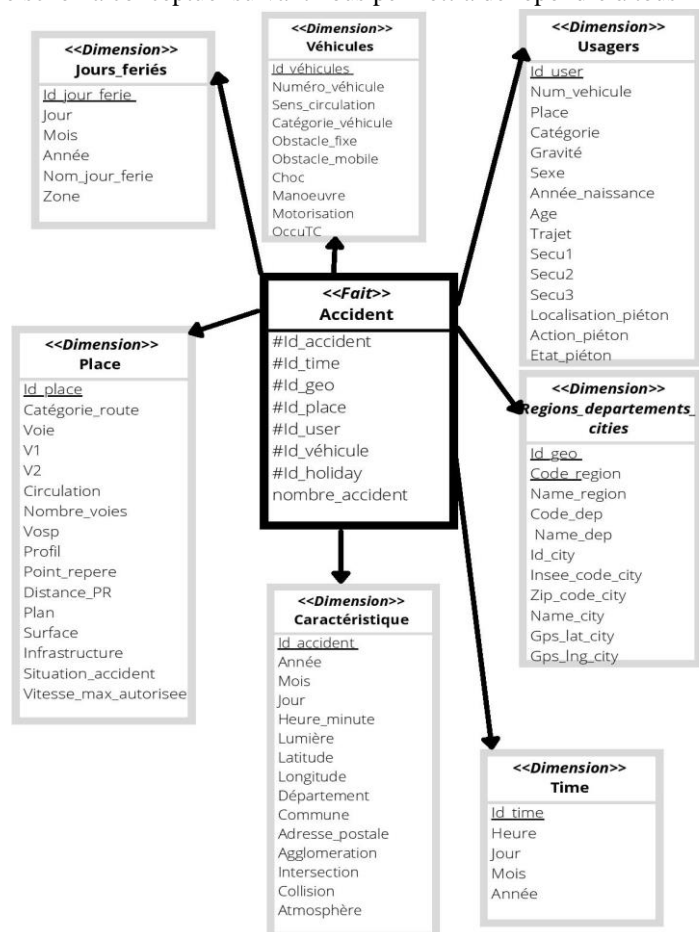 <<Dimension>>
Jours_feriés
Id_jour_ferie
Jour
Mois
Année
Nom_jour_ferie
Zone
<<Dimension>>
Véhicules
Id_véhicules
Numéro_véhicule
Sens_circulation
Catégorie_véhicule
Obstacle_fixe
Obstacle_mobile
Choc
Manoeuvre
Motorisation
OccuTC
<<Dimension>>
Usagers
Id_user
Num_vehicule
Place
Catégorie
Gravité
Sexe
Année_naissance
Age
Trajet
Secu1
Secu2
Secu3
Localisation_piéton
Action_piéton
Etat_piéton
<<Fait>>
Accident
#Id_accident
#Id_time
#Id_geo
#Id_place
#Id_user
#Id_véhicule
#Id_holiday
nombre_accident
<<Dimension>>
Place
Id_place
Catégorie_route
Voie
V1
V2
Circulation
Nombre_voies
Vosp
Profil
Point_repere
Distance_PR
Plan
Surface
Infrastructure
Situation_accident
Vitesse_max_autorisee
<<Dimension>>
Regions_departements_
cities
Id_geo
Code_region
Name_region
Code_dep
Name_dep
Id_city
Insee_code_city
Zip_code_city
Name_city
Gps_lat_city
Gps_lng_city
<<Dimension>>
Caractéristique
Id_accident
Année
Mois
Jour
Heure_minute
Lumière
Latitude
Longitude
Département
Commune
Adresse_postale
Agglomeration
Intersection
Collision
Atmosphère
<<Dimension>>
Time
Id_time
Heure
Jour
Mois
Année